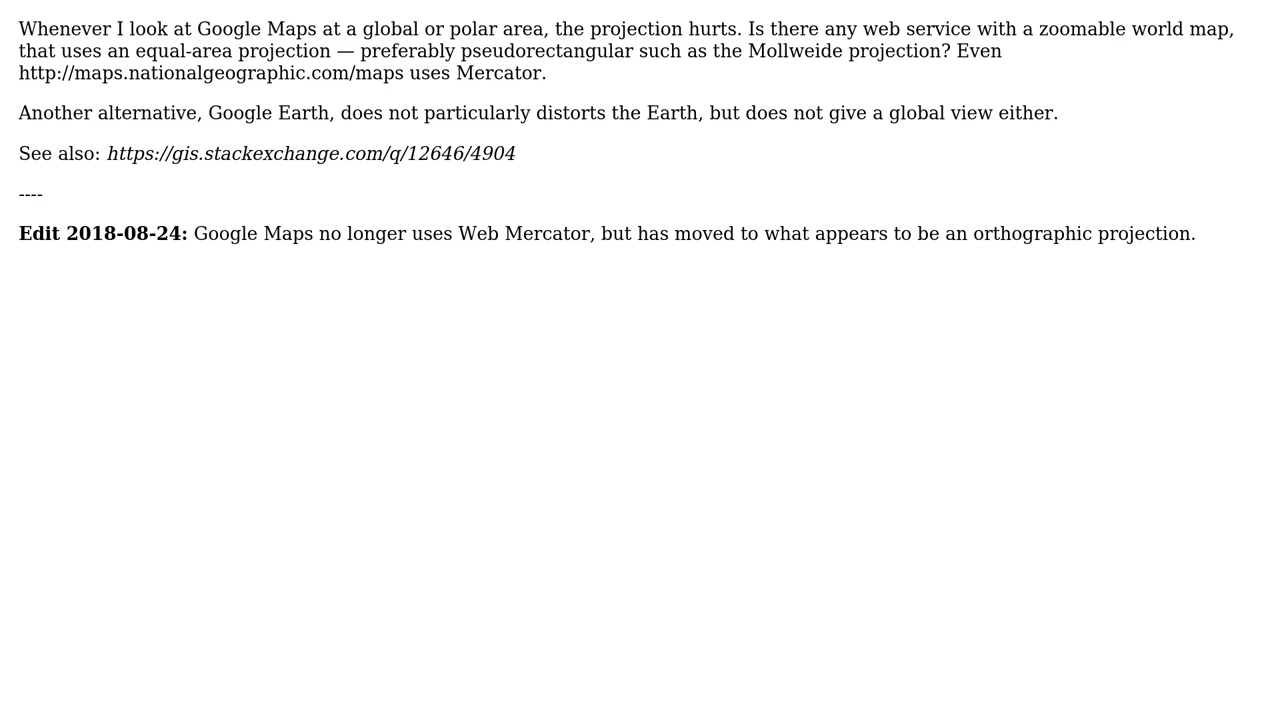 Whenever I look at Google Maps at a global or polar area, the projection hurts. Is there any web service with a zoomable world map,
that uses an equal-area projection — preferably pseudorectangular such as the Mollweide projection? Even
http://maps.nationalgeographic.com/maps uses Mercator.
Another alternative, Google Earth, does not particularly distorts the Earth, but does not give a global view either.
See also: https://gis.stackexchange.com/q/12646/4904
----
Edit 2018-08-24: Google Maps no longer uses Web Mercator, but has moved to what appears to be an orthographic projection.